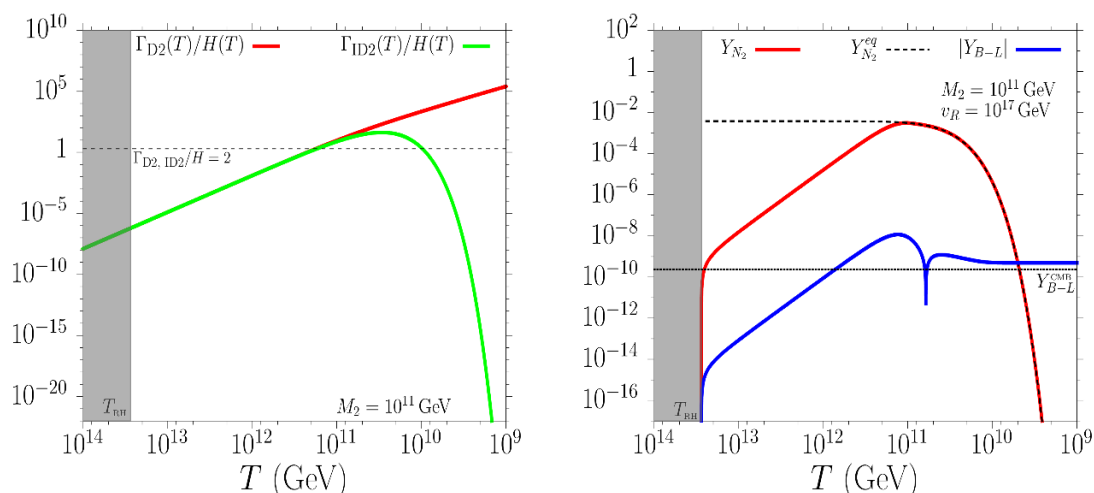 Γ_D2(T)/H(T) Γ_ID2(T)/H(T)
10^10
10^5
1
10^−5
10^−10
10^−15
10^−20
Γ_D2, ID2/H = 2
T_RH
M_2 = 10^11 GeV
10^14 10^13 10^12 10^11 10^10 10^9
T (GeV)
Y_N_2 Y_N_2^eq |Y_B−L|
M_2 = 10^11 GeV
v_R = 10^17 GeV
10^2
1
10^−2
10^−4
10^−6
10^−8
10^−10
10^−12
10^−14
10^−16
Y_B−L^CMB
T_RH
10^14 10^13 10^12 10^11 10^10 10^9
T (GeV)